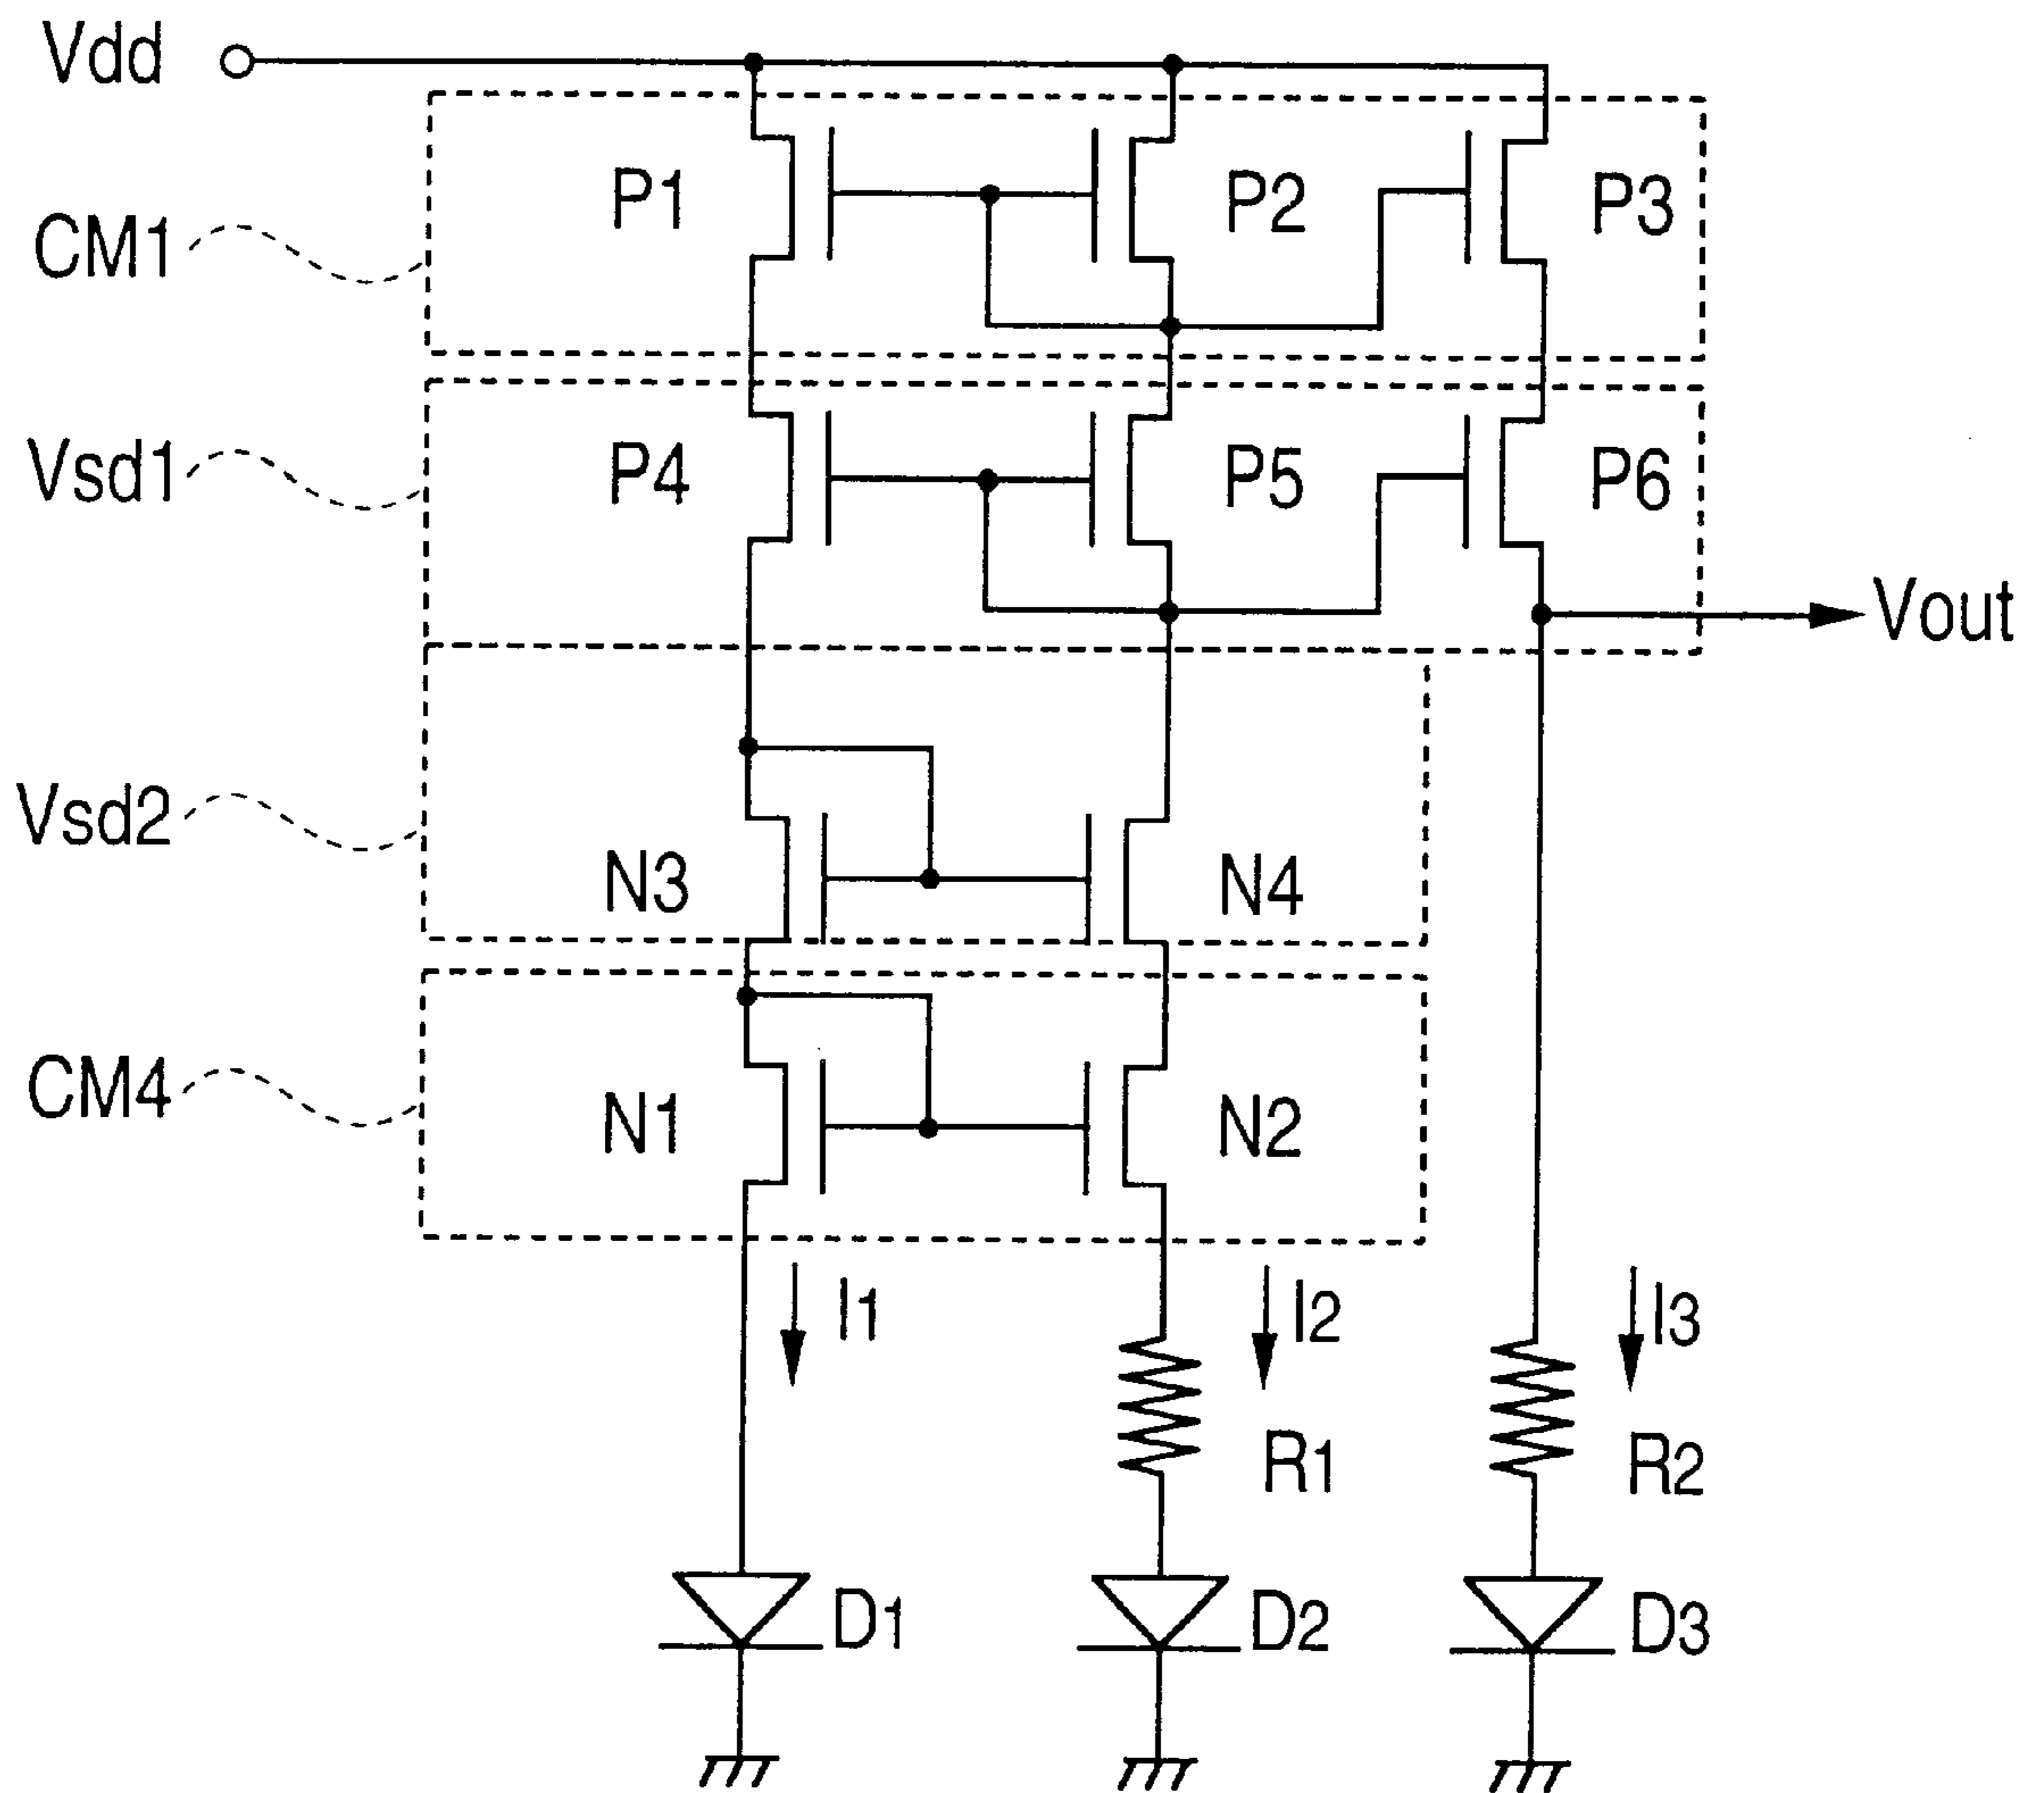 Vdd
P1
P2
P3
CM1
Vsd1
P4
P5
P6
Vout
Vsd2
N3
N4
CM4
N1
N2
I1
I2
I3
R1
R2
D1
D2
D3